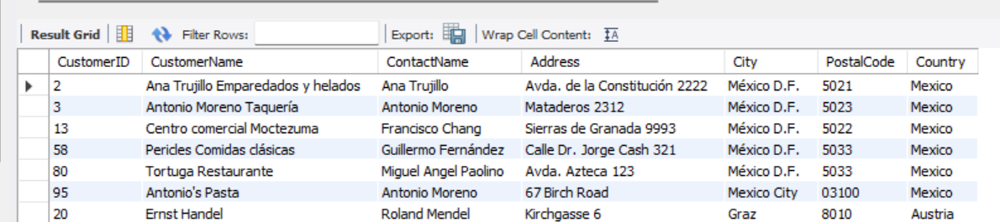 Result Grid Filter Rows: Export: Wrap Cell Content:
CustomerID CustomerName ContactName Address City PostalCode Country
2 Ana Trujillo Emparedados y helados Ana Trujillo Avda. de la Constitución 2222 México D.F. 5021 Mexico
3 Antonio Moreno Taquería Antonio Moreno Mataderos 2312 México D.F. 5023 Mexico
13 Centro comercial Moctezuma Francisco Chang Sierras de Granada 9993 México D.F. 5022 Mexico
58 Pericles Comidas clásicas Guillermo Fernández Calle Dr. Jorge Cash 321 México D.F. 5033 Mexico
80 Tortuga Restaurante Miguel Angel Paolino Avda. Azteca 123 México D.F. 5033 Mexico
95 Antonio's Pasta Antonio Moreno 67 Birch Road Mexico City 03100 Mexico
20 Ernst Handel Roland Mendel Kirchgasse 6 Graz 8010 Austria